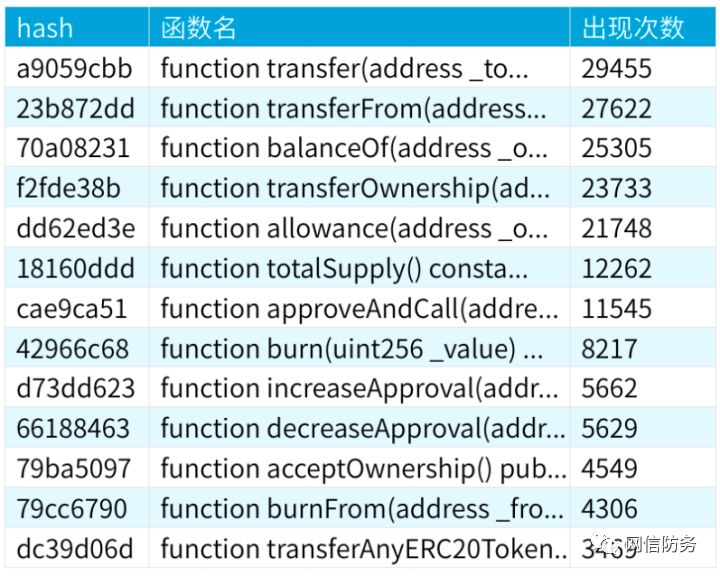 hash 函数名 出现次数
a9059cbb function transfer(address _to... 29455
23b872dd function transferFrom(address... 27622
70a08231 function balanceOf(address _o... 25305
f2fde38b function transferOwnership(ad... 23733
dd62ed3e function allowance(address _o... 21748
18160ddd function totalSupply() consta... 12262
cae9ca51 function approveAndCall(addre... 11545
42966c68 function burn(uint256 _value) ... 8217
d73dd623 function increaseApproval(addr... 5662
66188463 function decreaseApproval(addr... 5629
79ba5097 function acceptOwnership() pub... 4549
79cc6790 function burnFrom(address _fro... 4306
dc39d06d function transferAnyERC20Token.. 3469
网信防务